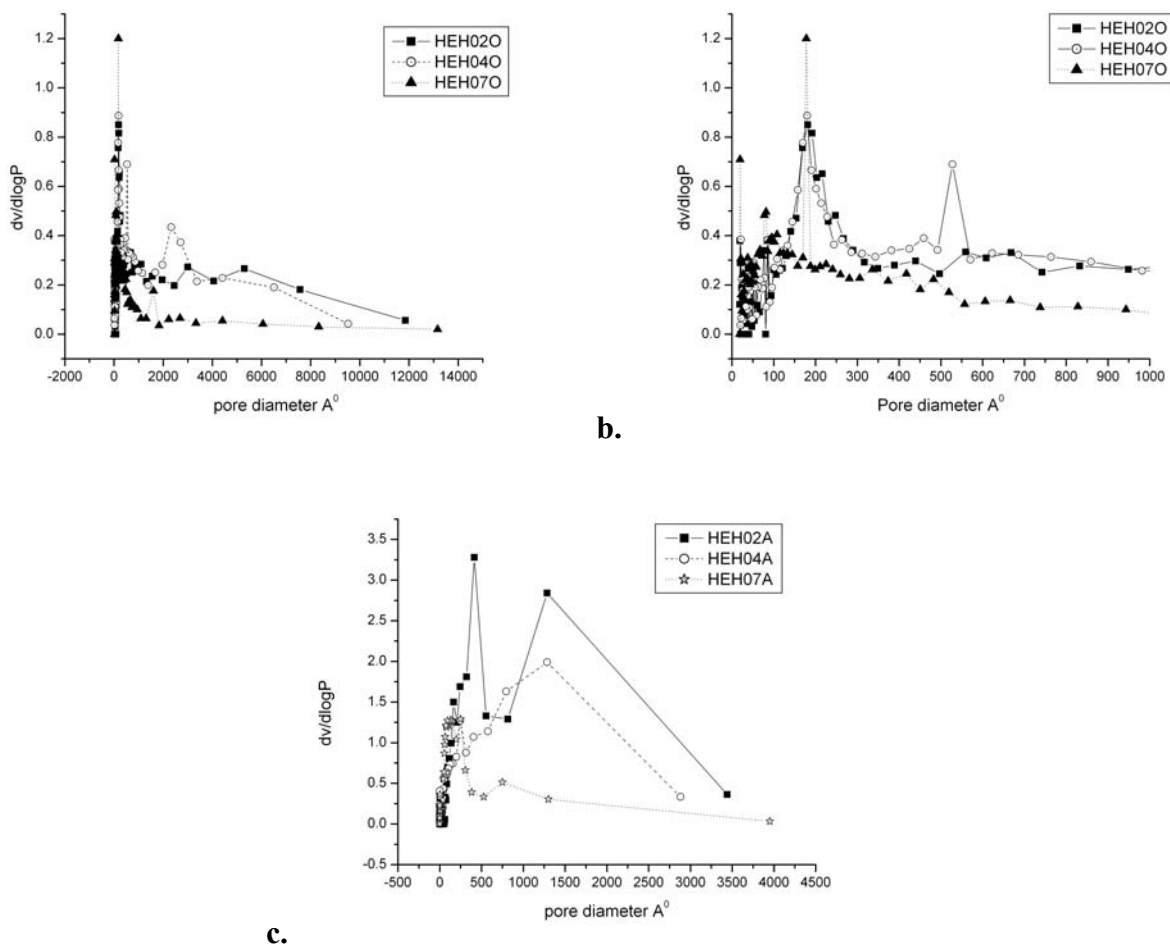 HEH02O
HEH04O
HEH07O
1.2
1.0
0.8
0.6
0.4
0.2
0.0
dv/dlogP
-2000 0 2000 4000 6000 8000 10000 12000 14000
pore diameter A⁰
HEH02O
HEH04O
HEH07O
1.2
1.0
0.8
0.6
0.4
0.2
0.0
dv/dlogP
0 100 200 300 400 500 600 700 800 900 1000
Pore diameter A⁰
b.
HEH02A
HEH04A
HEH07A
3.5
3.0
2.5
2.0
1.5
1.0
0.5
0.0
-0.5
dv/dlogP
-500 0 500 1000 1500 2000 2500 3000 3500 4000 4500
pore diameter A⁰
c.